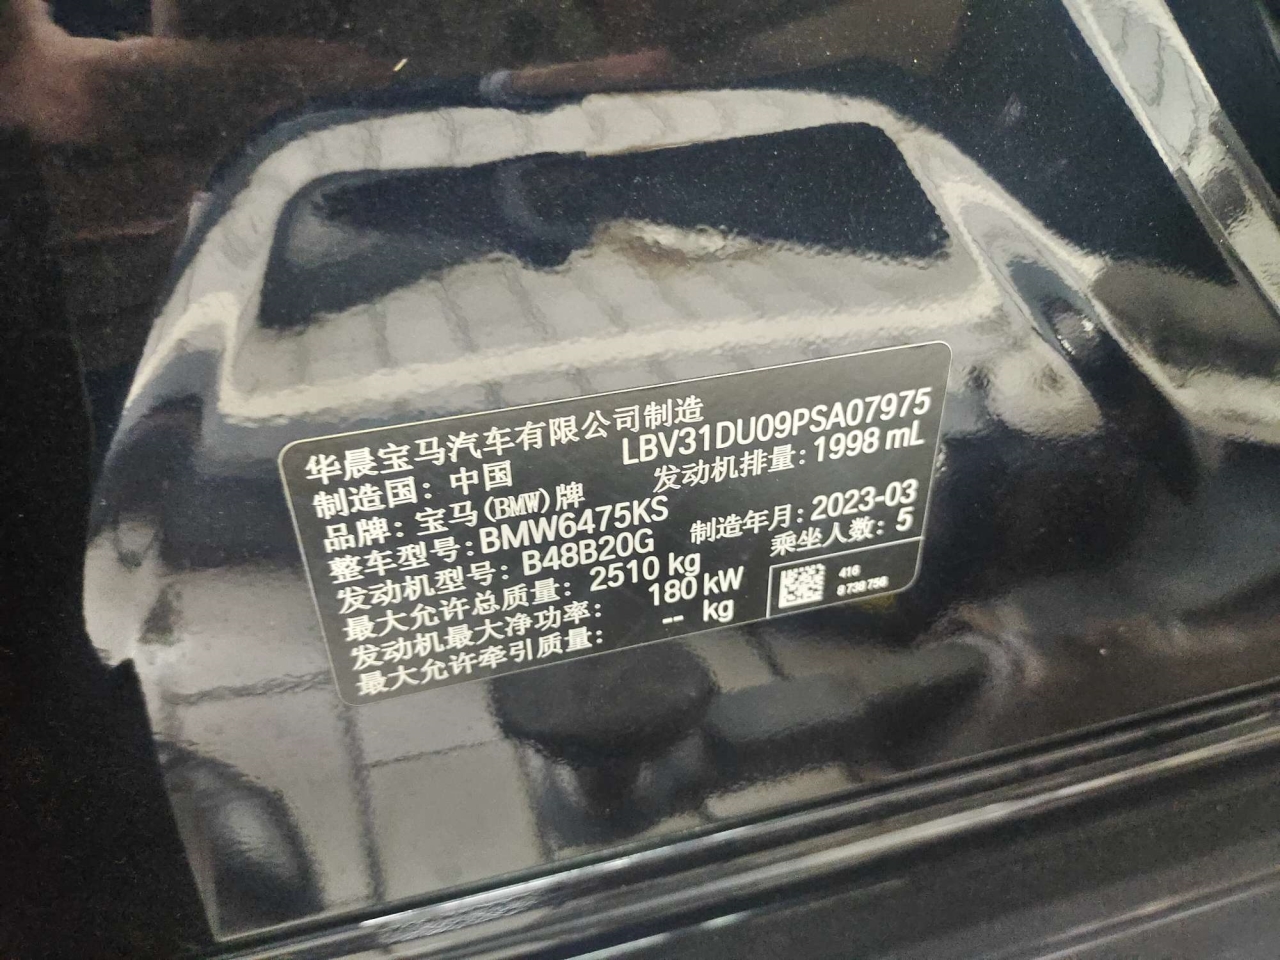 华晨宝马汽车有限公司制造
制造国：中国 LBV31DU09PSA07975
品牌：宝马(BMW)牌 发动机排量：1998 mL
整车型号：BMW6475KS
发动机型号：B48B20G 制造年月：2023-03
最大允许总质量：2510 kg 乘坐人数：5
发动机最大净功率：180 kW
最大允许牵引质量：-- kg
416
8 738 756